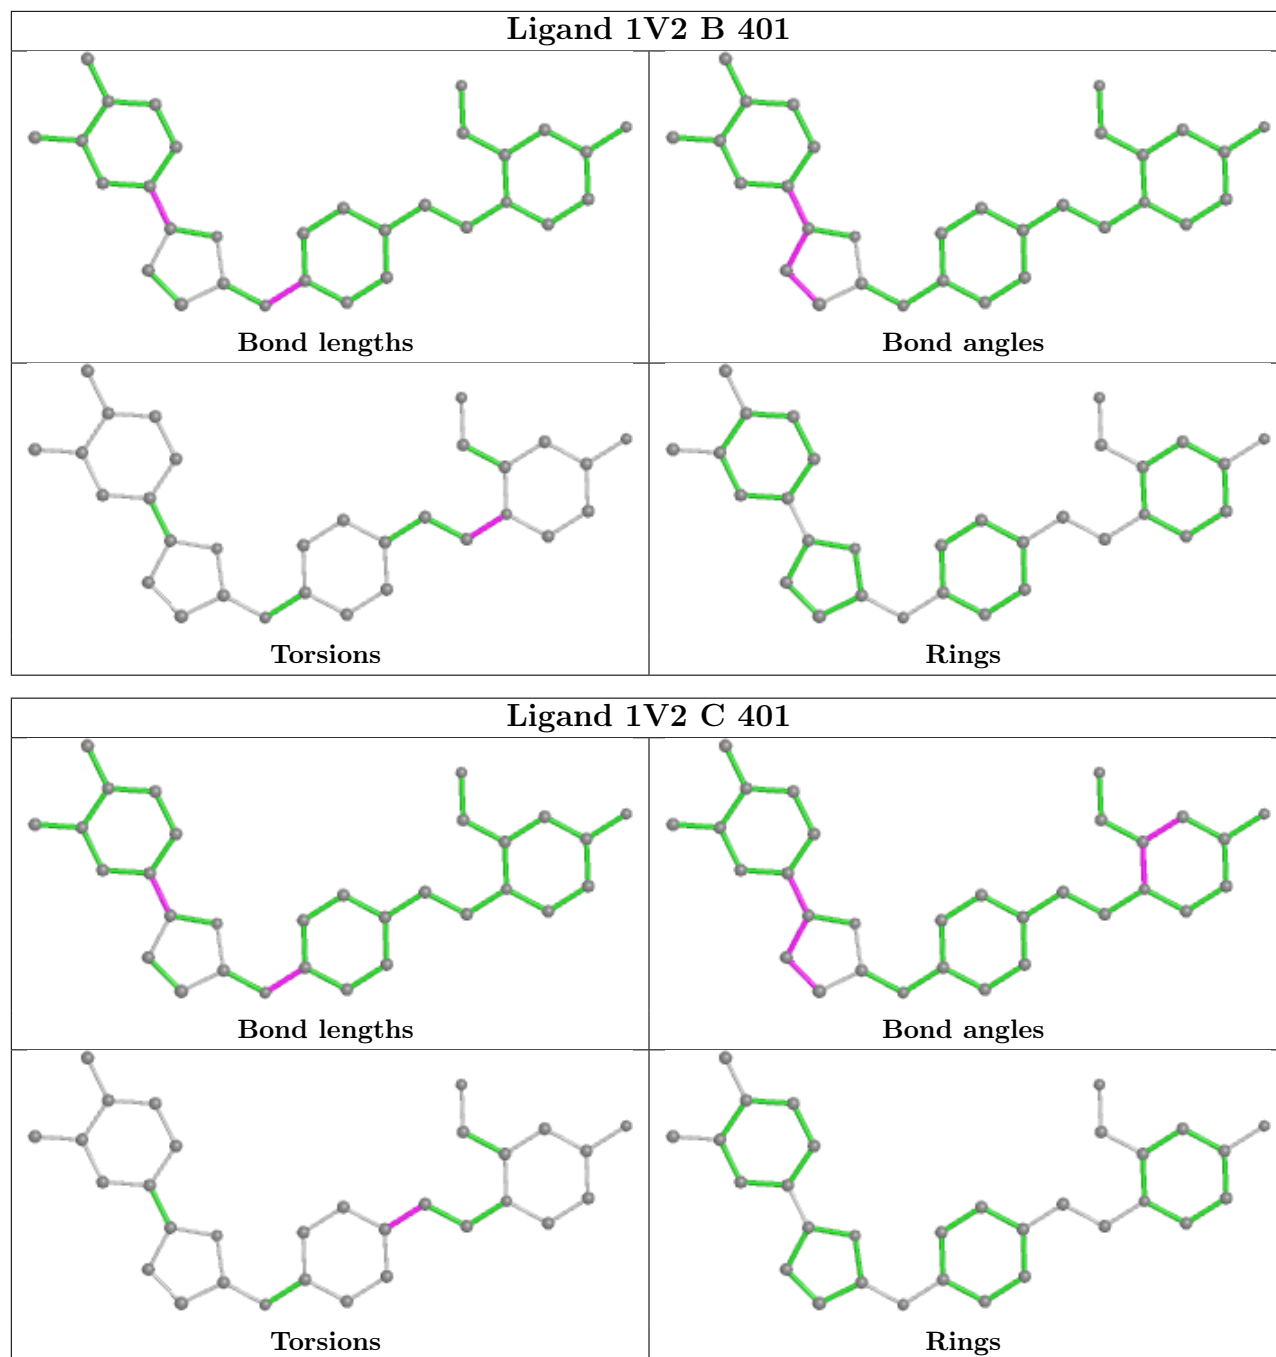 Ligand 1V2 B 401
Bond lengths
Bond angles
Torsions
Rings
Ligand 1V2 C 401
Bond lengths
Bond angles
Torsions
Rings